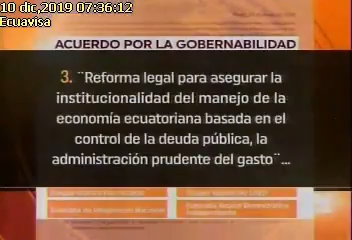 10 dic,2019 07:36:12
Ecuavisa
ACUERDO POR LA GOBERNABILIDAD
3. ¨Reforma legal para asegurar la
institucionalidad del manejo de la
economía ecuatoriana basada en el
control de la deuda pública, la
administración prudente del gasto¨...